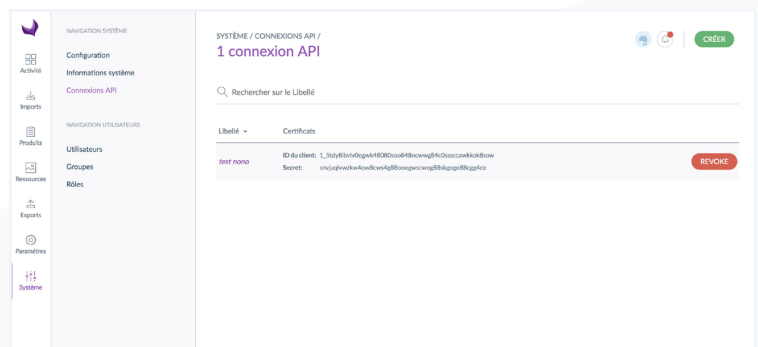 NAVIGATION SYSTÈME
Configuration
Informations système
Connexions API
NAVIGATION UTILISATEURS
Utilisateurs
Groupes
Rôles
Activité
Imports
Produits
Ressources
Exports
Paramètres
Système
SYSTÈME / CONNEXIONS API /
1 connexion API
CRÉER
Rechercher sur le Libellé
Libellé Certificats
test nono
ID du client:
Secret:
REVOKE